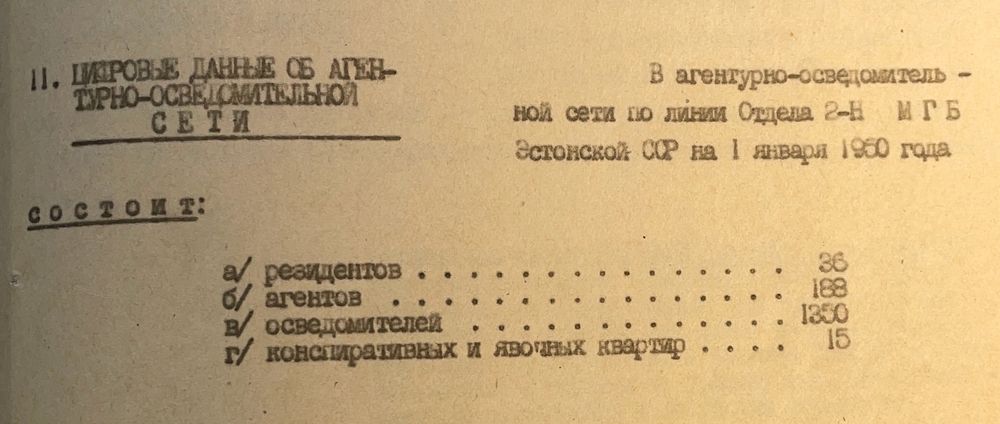 11. ЦИФРОВЫЕ ДАННЫЕ ОБ АГЕН-
ТУРНО-ОСВЕДОМИТЕЛЬНОЙ
С Е Т И
В агентурно-осведомитель -
ной сети по линии Отдела 2-Н М Г Б
Эстонской ССР на 1 января 1950 года
с о с т о и т:
а/ резидентов . . . . . . . . . . . . . . . 36
б/ агентов . . . . . . . . . . . . . . . . 188
в/ осведомителей . . . . . . . . . . . . . 1350
г/ конспиративных и явочных квартир . . . . 15